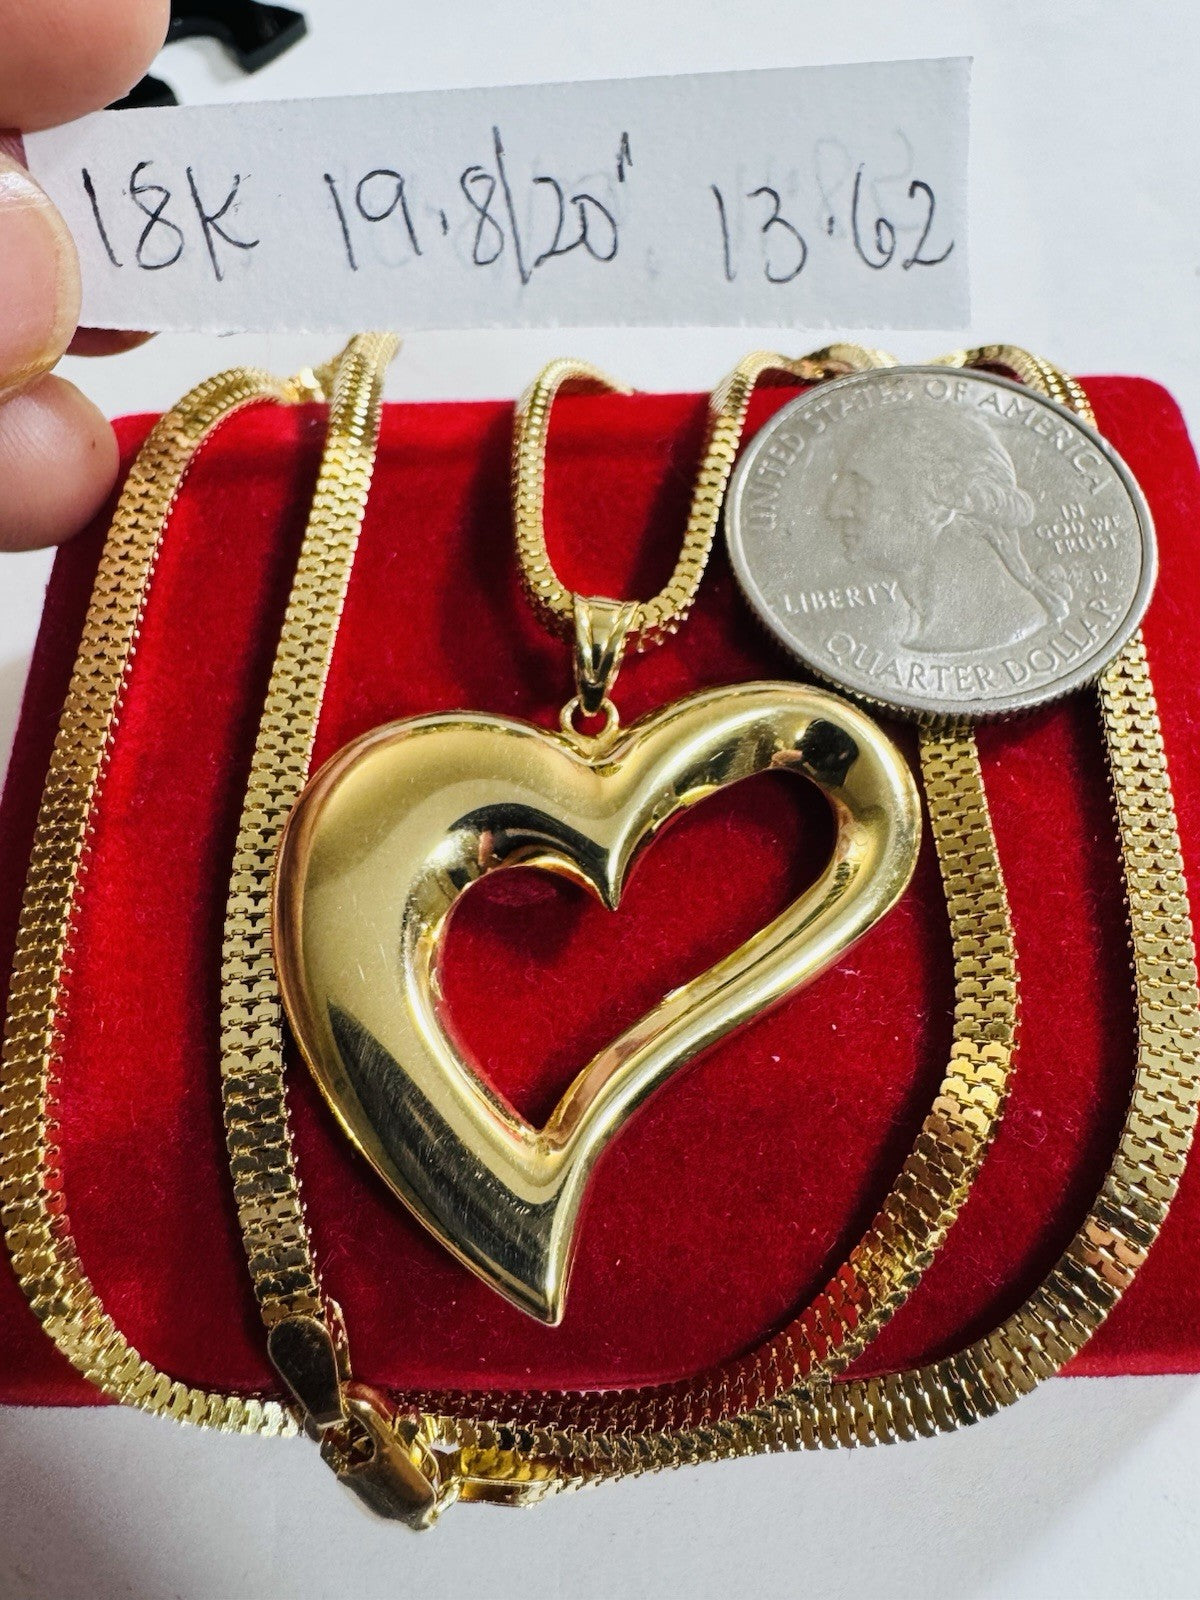 18K 19.8/20" 13.62
UNITED STATES OF AMERICA
IN
GOD WE
TRUST
LIBERTY
QUARTER DOLLAR